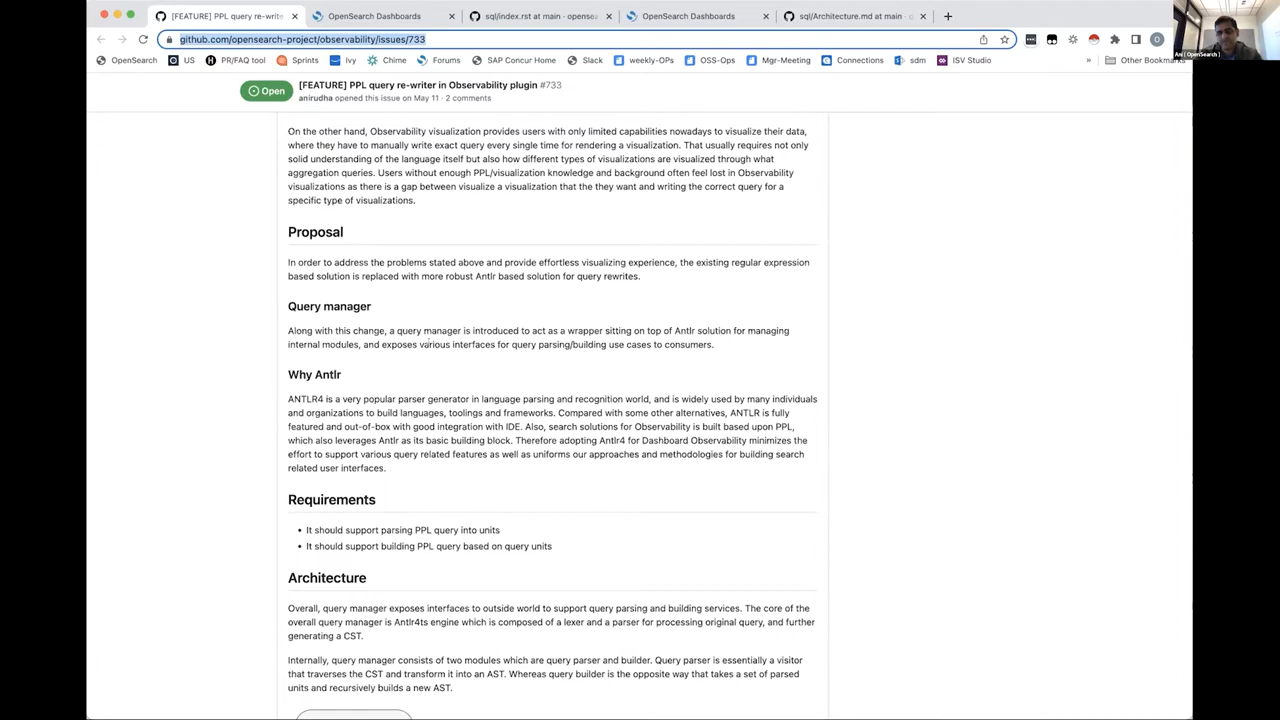 [FEATURE] PPL query re-write
OpenSearch Dashboards
sql/index.rst at main · opensea
OpenSearch Dashboards
sql/Architecture.md at main · o
github.com/opensearch-project/observability/issues/733
OpenSearch
US
PR/FAQ tool
Sprints
Ivy
Chime
SAP Concur Home
Slack
weekly-OPs
OSS-Ops
Mgr-Meeting
Connections
sdm
ISV Studio
»
Other Bookmarks
Ani [ OpenSearch ]
Open
[FEATURE] PPL query re-writer in Observability plugin #733
anirudha opened this issue on May 11 · 2 comments
On the other hand, Observability visualization provides users with only limited capabilities nowadays to visualize their data,
where they have to manually write exact query every single time for rendering a visualization. That usually requires not only
solid understanding of the language itself but also how different types of visualizations are visualized through what
aggregation queries. Users without enough PPL/visualization knowledge and background often feel lost in Observability
visualizations as there is a gap between visualize a visualization that the they want and writing the correct query for a
specific type of visualizations.
Proposal
In order to address the problems stated above and provide effortless visualizing experience, the existing regular expression
based solution is replaced with more robust Antlr based solution for query rewrites.
Query manager
Along with this change, a query manager is introduced to act as a wrapper sitting on top of Antlr solution for managing
internal modules, and exposes various interfaces for query parsing/building use cases to consumers.
Why Antlr
ANTLR4 is a very popular parser generator in language parsing and recognition world, and is widely used by many individuals
and organizations to build languages, toolings and frameworks. Compared with some other alternatives, ANTLR is fully
featured and out-of-box with good integration with IDE. Also, search solutions for Observability is built based upon PPL,
which also leverages Antlr as its basic building block. Therefore adopting Antlr4 for Dashboard Observability minimizes the
effort to support various query related features as well as uniforms our approaches and methodologies for building search
related user interfaces.
Requirements
• It should support parsing PPL query into units
• It should support building PPL query based on query units
Architecture
Overall, query manager exposes interfaces to outside world to support query parsing and building services. The core of the
overall query manager is Antlr4ts engine which is composed of a lexer and a parser for processing original query, and further
generating a CST.
Internally, query manager consists of two modules which are query parser and builder. Query parser is essentially a visitor
that traverses the CST and transform it into an AST. Whereas query builder is the opposite way that takes a set of parsed
units and recursively builds a new AST.